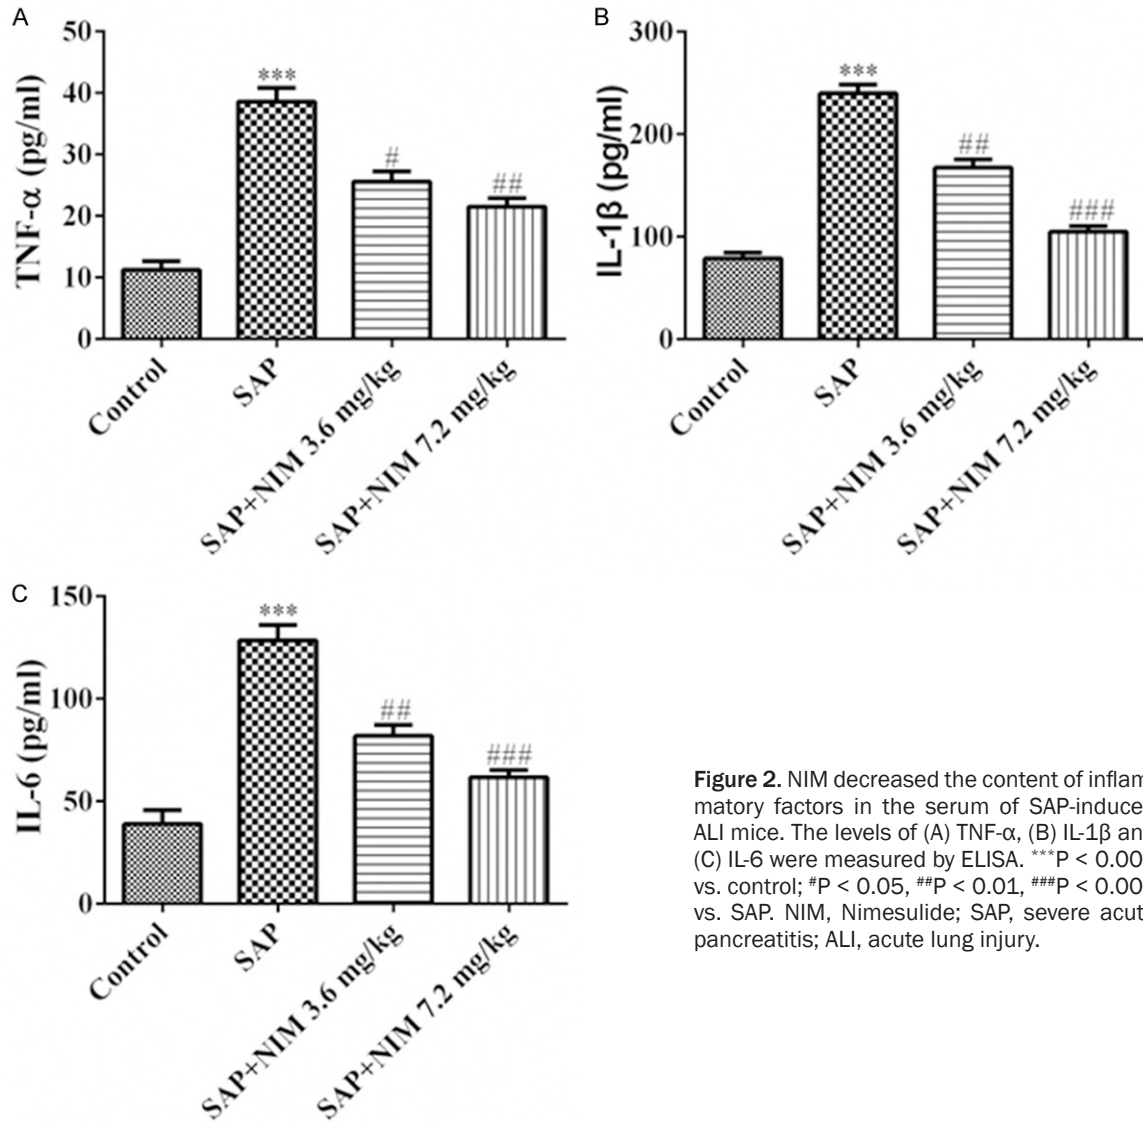 A
50
40
30
20
10
0
TNF-α (pg/ml)
***
#
##
Control
SAP
SAP+NIM 3.6 mg/kg
SAP+NIM 7.2 mg/kg
B
300
200
100
0
IL-1β (pg/ml)
***
##
###
Control
SAP
SAP+NIM 3.6 mg/kg
SAP+NIM 7.2 mg/kg
C
150
100
50
0
IL-6 (pg/ml)
***
##
###
Control
SAP
SAP+NIM 3.6 mg/kg
SAP+NIM 7.2 mg/kg
Figure 2. NIM decreased the content of inflam
matory factors in the serum of SAP-induce
ALI mice. The levels of (A) TNF-α, (B) IL-1β an
(C) IL-6 were measured by ELISA. ***P < 0.00
vs. control; #P < 0.05, ##P < 0.01, ###P < 0.00
vs. SAP. NIM, Nimesulide; SAP, severe acut
pancreatitis; ALI, acute lung injury.